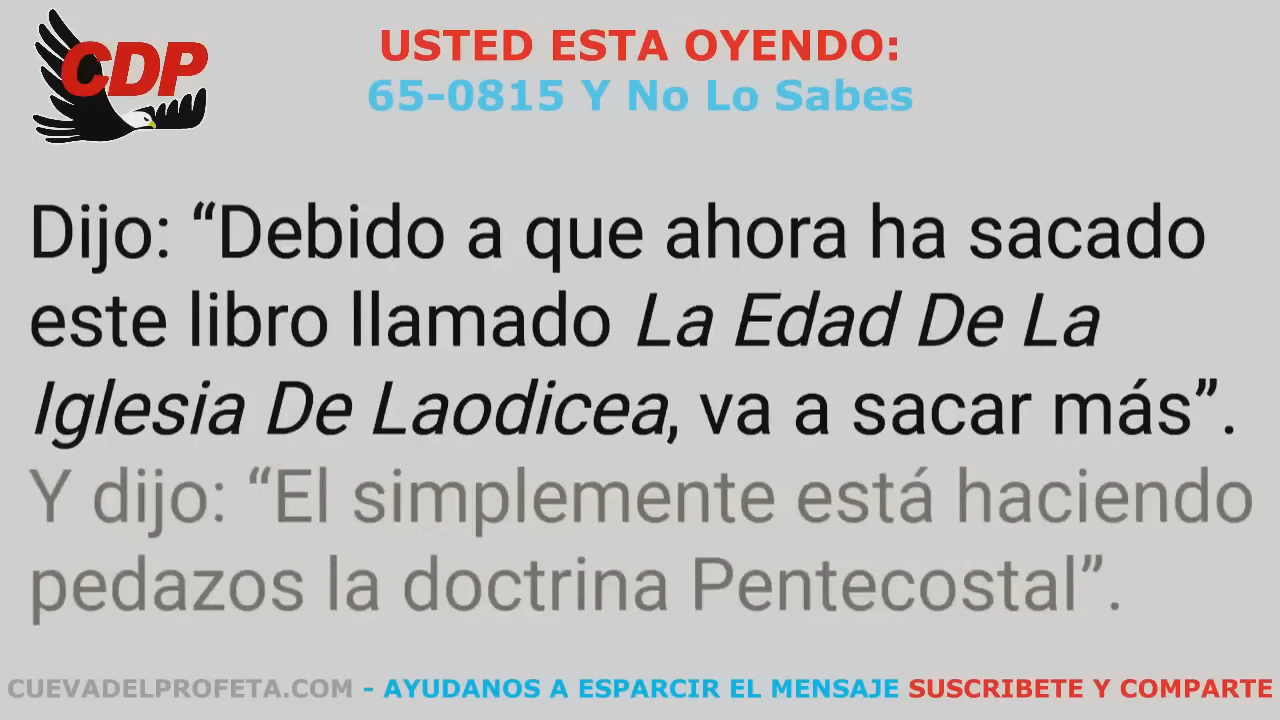 CDP
USTED ESTA OYENDO:
65-0815 Y No Lo Sabes
Dijo: “Debido a que ahora ha sacado
este libro llamado La Edad De La
Iglesia De Laodicea, va a sacar más”.
Y dijo: “El simplemente está haciendo
pedazos la doctrina Pentecostal”.
CUEVADELPROFETA.COM - AYUDANOS A ESPARCIR EL MENSAJE SUSCRIBETE Y COMPARTE